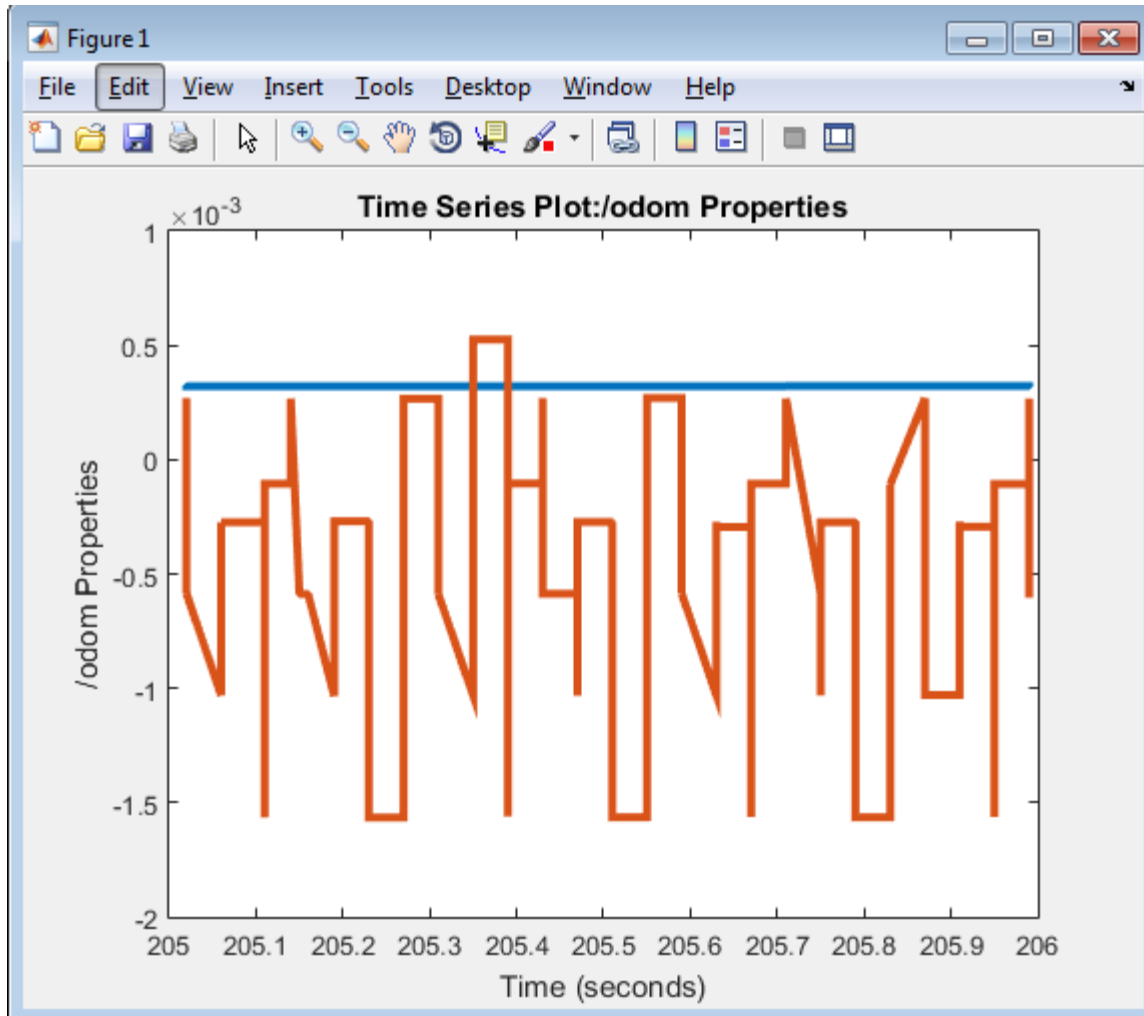 Figure 1
File Edit View Insert Tools Desktop Window Help
Time Series Plot:/odom Properties
×10-3
1
0.5
0
-0.5
-1
-1.5
-2
/odom Properties
205 205.1 205.2 205.3 205.4 205.5 205.6 205.7 205.8 205.9 206
Time (seconds)